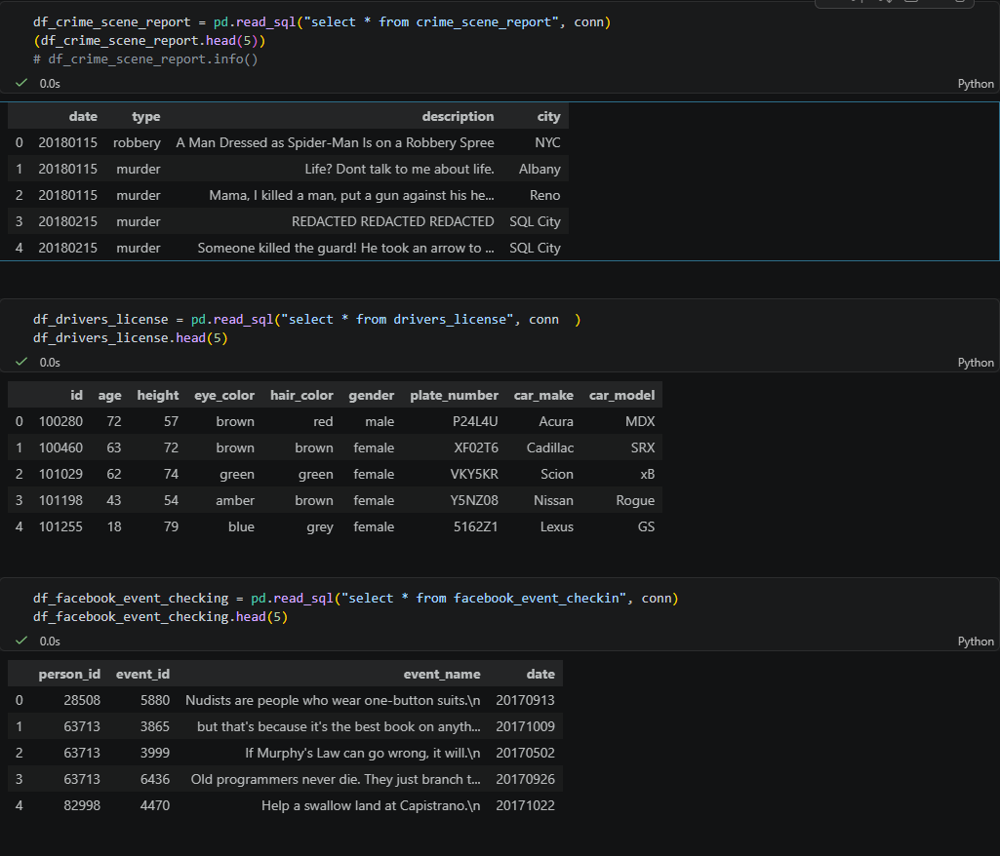 df_crime_scene_report = pd.read_sql("select * from crime_scene_report", conn)
(df_crime_scene_report.head(5))
# df_crime_scene_report.info()
0.0s Python
date type description city
0 20180115 robbery A Man Dressed as Spider-Man Is on a Robbery Spree NYC
1 20180115 murder Life? Dont talk to me about life. Albany
2 20180115 murder Mama, I killed a man, put a gun against his he... Reno
3 20180215 murder REDACTED REDACTED REDACTED SQL City
4 20180215 murder Someone killed the guard! He took an arrow to ... SQL City
df_drivers_license = pd.read_sql("select * from drivers_license", conn  )
df_drivers_license.head(5)
0.0s Python
id age height eye_color hair_color gender plate_number car_make car_model
0 100280 72 57 brown red male P24L4U Acura MDX
1 100460 63 72 brown brown female XF02T6 Cadillac SRX
2 101029 62 74 green green female VKY5KR Scion xB
3 101198 43 54 amber brown female Y5NZ08 Nissan Rogue
4 101255 18 79 blue grey female 5162Z1 Lexus GS
df_facebook_event_checking = pd.read_sql("select * from facebook_event_checkin", conn)
df_facebook_event_checking.head(5)
0.0s Python
person_id event_id event_name date
0 28508 5880 Nudists are people who wear one-button suits.\n 20170913
1 63713 3865 but that's because it's the best book on anyth... 20171009
2 63713 3999 If Murphy's Law can go wrong, it will.\n 20170502
3 63713 6436 Old programmers never die. They just branch t... 20170926
4 82998 4470 Help a swallow land at Capistrano.\n 20171022